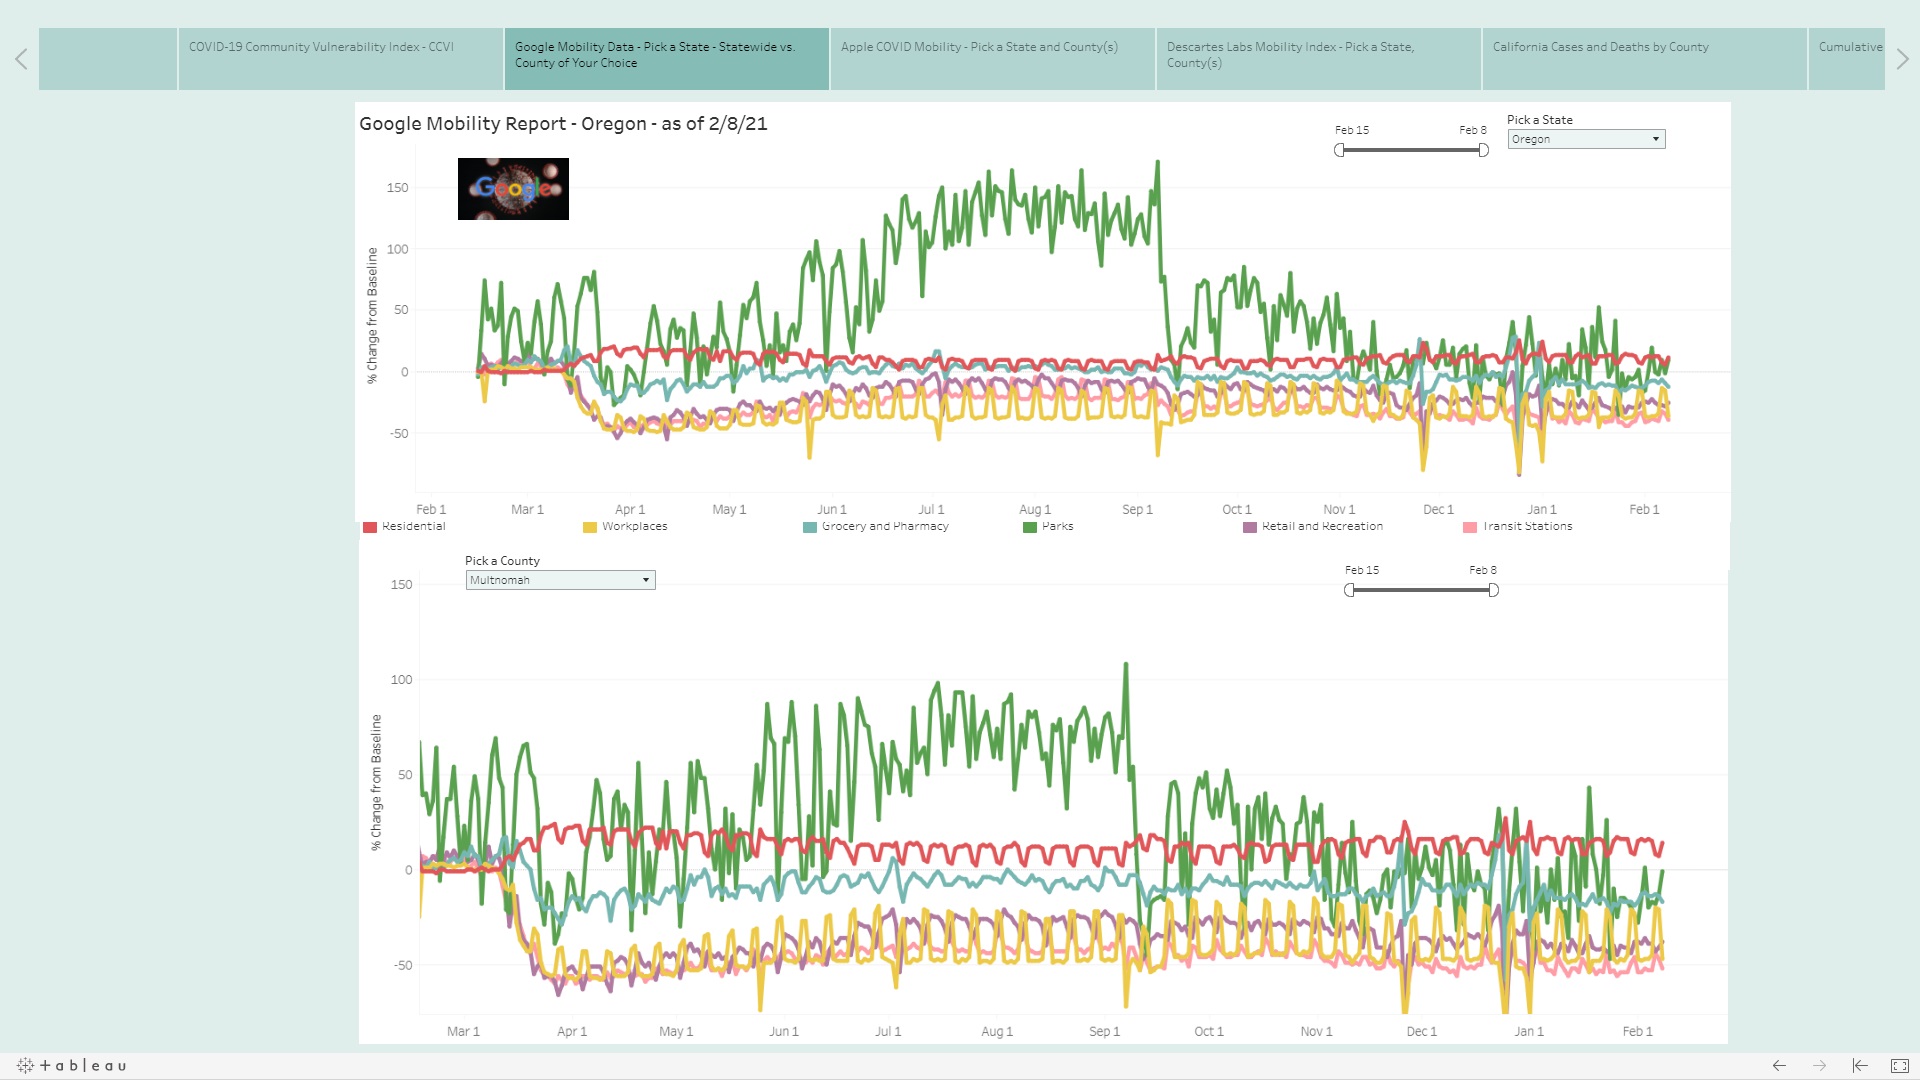 COVID-19 Community Vulnerability Index - CCVI
Google Mobility Data - Pick a State - Statewide vs.
County of Your Choice
Apple COVID Mobility - Pick a State and County(s)
Descartes Labs Mobility Index - Pick a State,
County(s)
California Cases and Deaths by County
Cumulative
Google Mobility Report - Oregon - as of 2/8/21
Feb 15 Feb 8
Pick a State
Oregon
Google
% Change from Baseline
150
100
50
0
-50
Feb 1 Mar 1 Apr 1 May 1 Jun 1 Jul 1 Aug 1 Sep 1 Oct 1 Nov 1 Dec 1 Jan 1 Feb 1
Residential Workplaces Grocery and Pharmacy Parks Retail and Recreation Transit Stations
Pick a County
Multnomah
Feb 15 Feb 8
% Change from Baseline
150
100
50
0
-50
Mar 1 Apr 1 May 1 Jun 1 Jul 1 Aug 1 Sep 1 Oct 1 Nov 1 Dec 1 Jan 1 Feb 1
+ableau